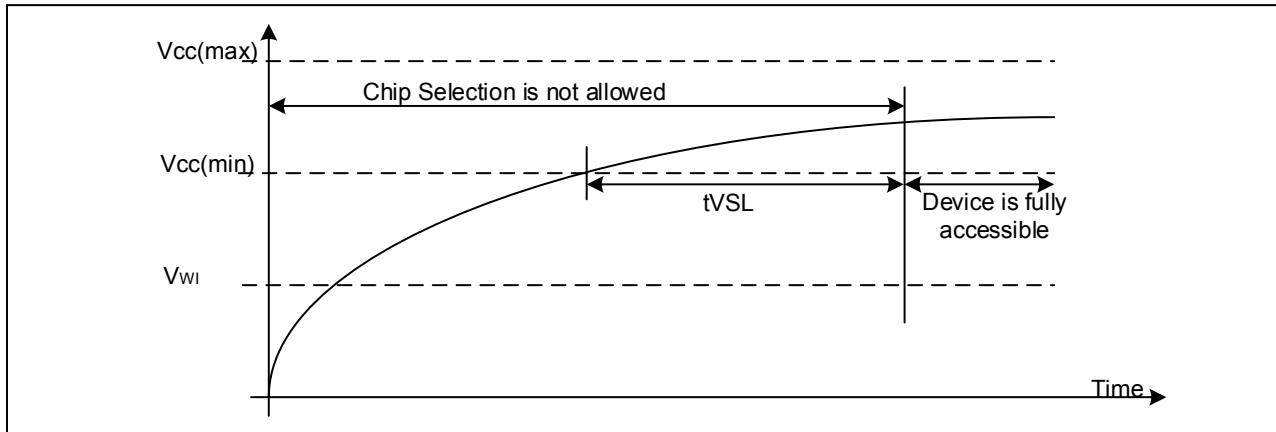 Vcc(max)
Chip Selection is not allowed
Vcc(min)
tVSL
Device is fully
accessible
VWI
Time